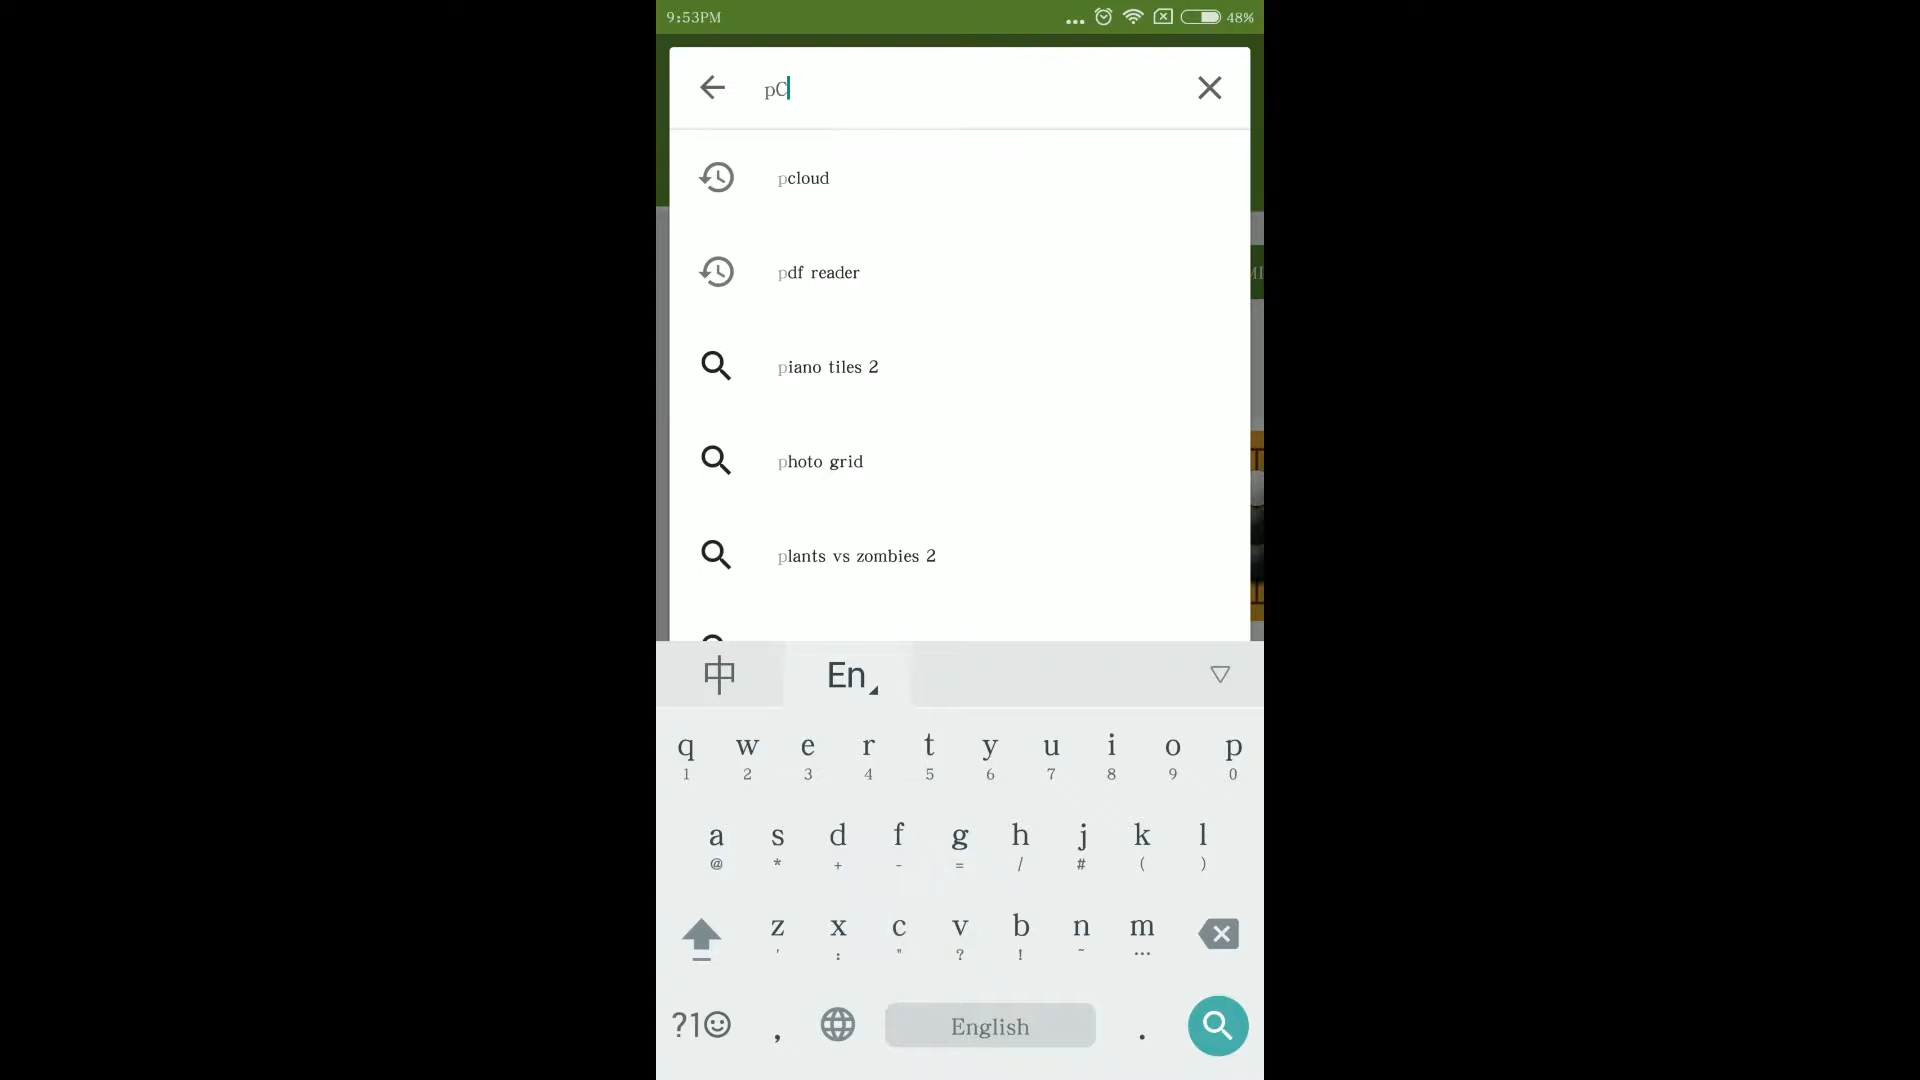 9:53PM
48%
pC
pcloud
pdf reader
piano tiles 2
photo grid
plants vs zombies 2
中 En
q w e r t y u i o p
1 2 3 4 5 6 7 8 9 0
a s d f g h j k l
@ * + - = / # ( )
z x c v b n m
' : " ? ! ~ ...
?1☺ , English .